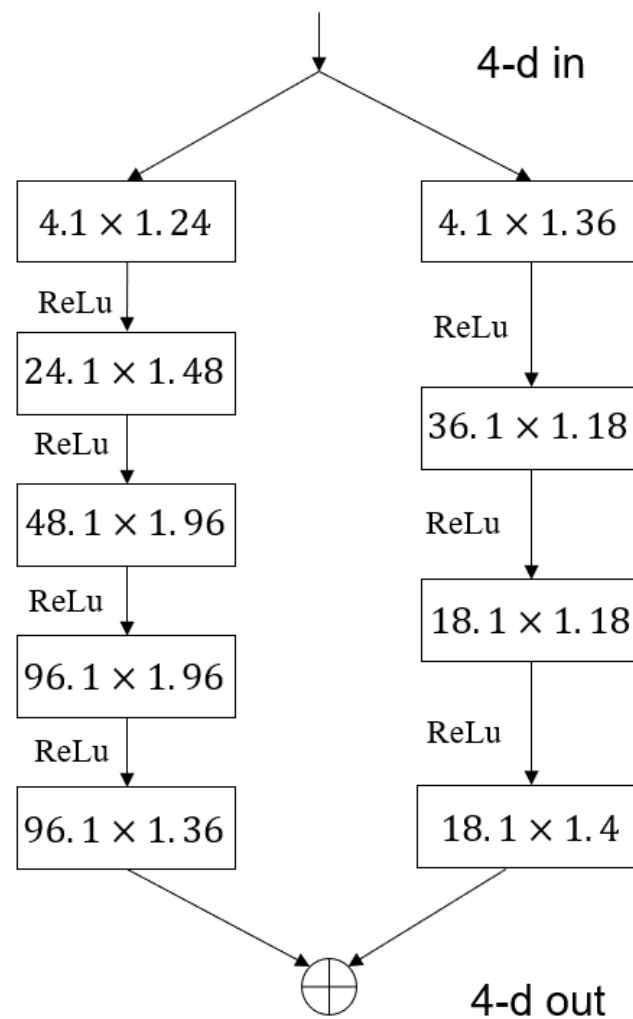 4-d in
4.1 × 1.24
ReLu
24.1 × 1.48
ReLu
48.1 × 1.96
ReLu
96.1 × 1.96
ReLu
96.1 × 1.36
4.1 × 1.36
ReLu
36.1 × 1.18
ReLu
18.1 × 1.18
ReLu
18.1 × 1.4
4-d out